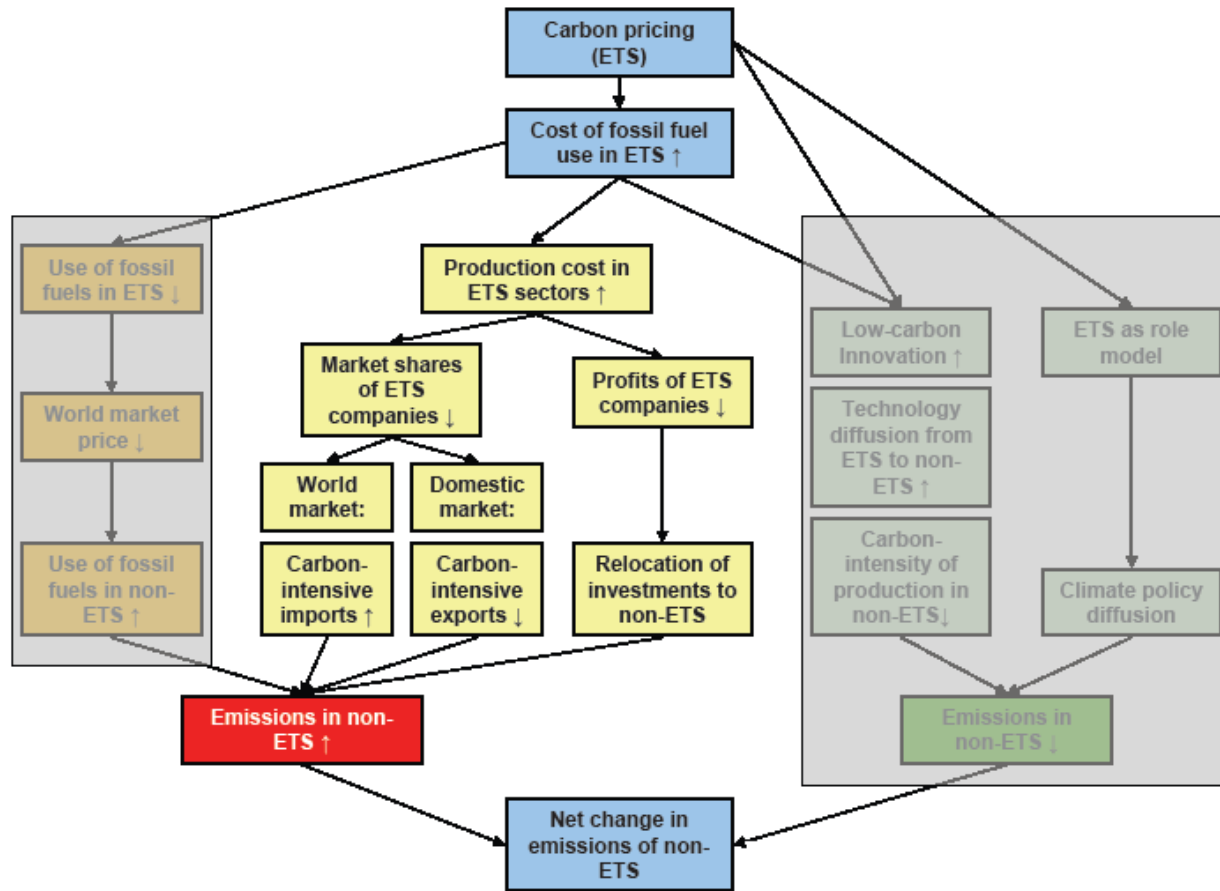 Carbon pricing
(ETS)
Cost of fossil fuel
use in ETS ↑
Use of fossil
fuels in ETS ↓
World market
price ↓
Use of fossil
fuels in non-
ETS ↑
Production cost in
ETS sectors ↑
Market shares
of ETS
companies ↓
Profits of ETS
companies ↓
World
market:
Domestic
market:
Carbon-
intensive
imports ↑
Carbon-
intensive
exports ↓
Relocation of
investments to
non-ETS
Low-carbon
Innovation ↑
ETS as role
model
Technology
diffusion from
ETS to non-
ETS ↑
Carbon-
intensity of
production in
non-ETS↓
Climate policy
diffusion
Emissions in non-
ETS ↑
Emissions in
non-ETS ↓
Net change in
emissions of non-
ETS